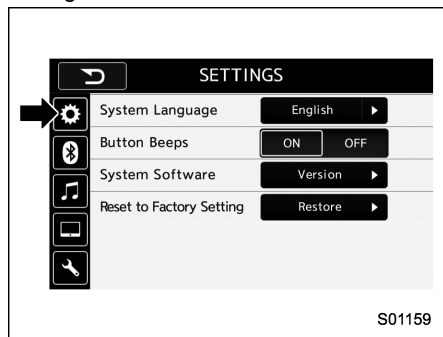 SETTINGS
System Language English
Button Beeps ON OFF
System Software Version
Reset to Factory Setting Restore
S01159